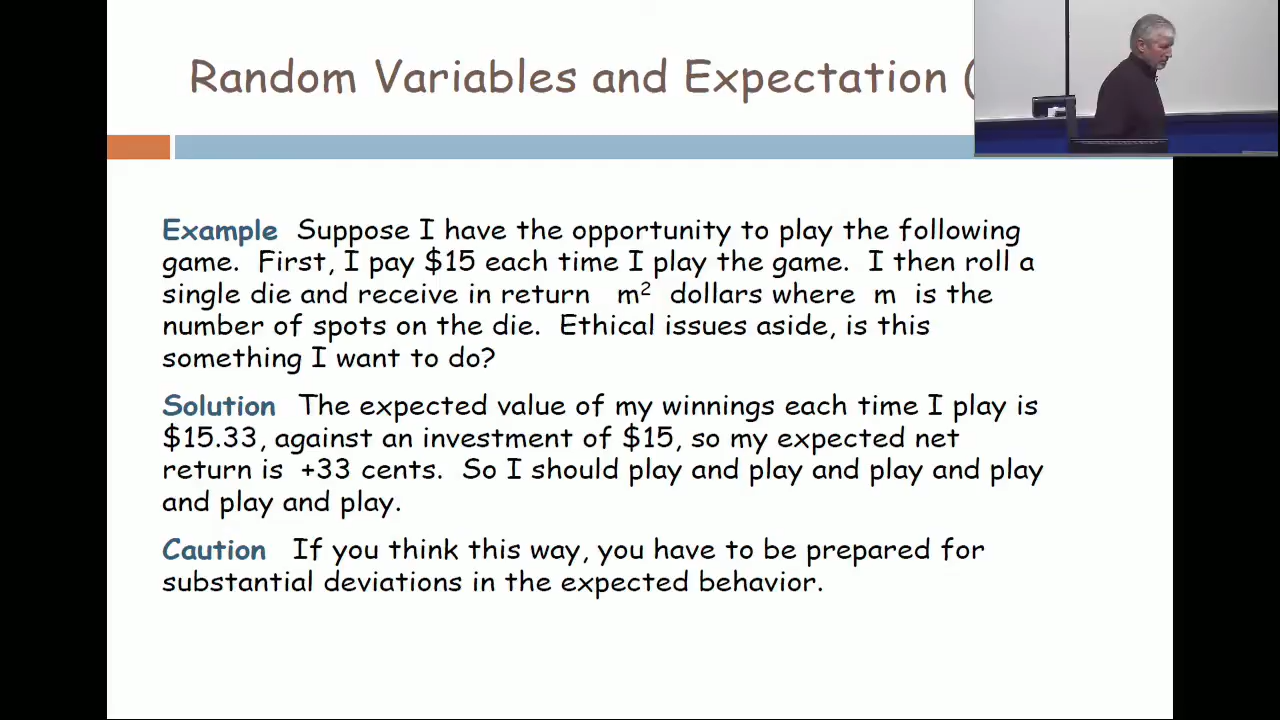 Random Variables and Expectation (
Example Suppose I have the opportunity to play the following
game. First, I pay $15 each time I play the game. I then roll a
single die and receive in return m² dollars where m is the
number of spots on the die. Ethical issues aside, is this
something I want to do?
Solution The expected value of my winnings each time I play is
$15.33, against an investment of $15, so my expected net
return is +33 cents. So I should play and play and play and play
and play and play.
Caution If you think this way, you have to be prepared for
substantial deviations in the expected behavior.